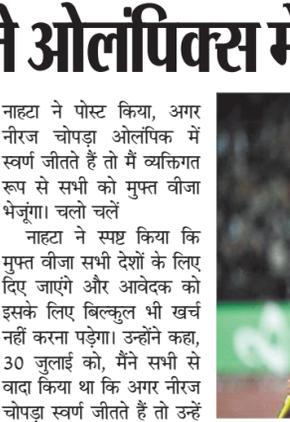 ने ओलंपिक्स में
नाहटा ने पोस्ट किया, अगर
नीरज चोपड़ा ओलंपिक में
स्वर्ण जीतते हैं तो मैं व्यक्तिगत
रूप से सभी को मुफ्त वीजा
भेजूंगा। चलो चलें
नाहटा ने स्पष्ट किया कि
मुफ्त वीजा सभी देशों के लिए
दिए जाएंगे और आवेदक को
इसके लिए बिल्कुल भी खर्च
नहीं करना पड़ेगा। उन्होंने कहा,
30 जुलाई को, मैंने सभी से
वादा किया था कि अगर नीरज
चोपड़ा स्वर्ण जीतते हैं तो उन्हें